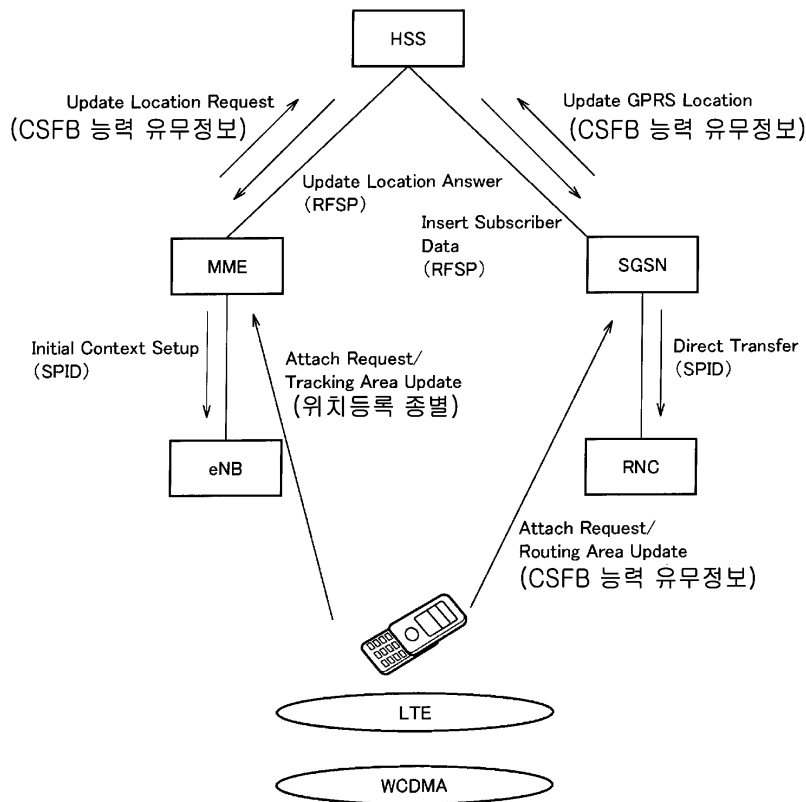 HSS
Update Location Request
(CSFB 능력 유무정보)
Update GPRS Location
(CSFB 능력 유무정보)
Update Location Answer
(RFSP)
Insert Subscriber
Data
(RFSP)
MME
SGSN
Initial Context Setup
(SPID)
Attach Request/
Tracking Area Update
(위치등록 종별)
Direct Transfer
(SPID)
eNB
RNC
Attach Request/
Routing Area Update
(CSFB 능력 유무정보)
LTE
WCDMA